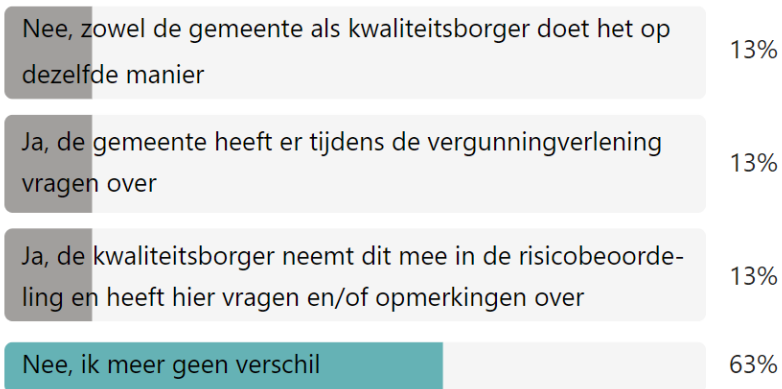 Nee, zowel de gemeente als kwaliteitsborger doet het op
dezelfde manier
13%
Ja, de gemeente heeft er tijdens de vergunningverlening
vragen over
13%
Ja, de kwaliteitsborger neemt dit mee in de risicobeoorde-
ling en heeft hier vragen en/of opmerkingen over
13%
Nee, ik meer geen verschil
63%